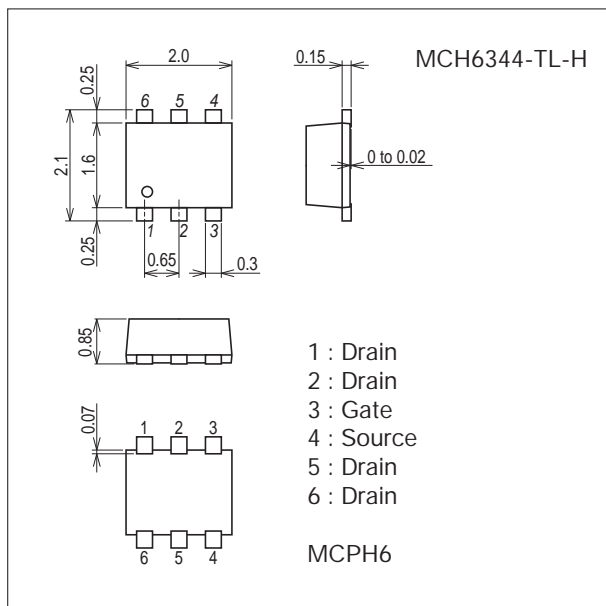 MCH6344-TL-H
0.25
2.0
0.15
6 5 4
2.1
1.6
0 to 0.02
0.25
1 2 3
0.65
0.3
0.85
1 : Drain
2 : Drain
3 : Gate
4 : Source
5 : Drain
6 : Drain
0.07
1 2 3
6 5 4
MCPH6